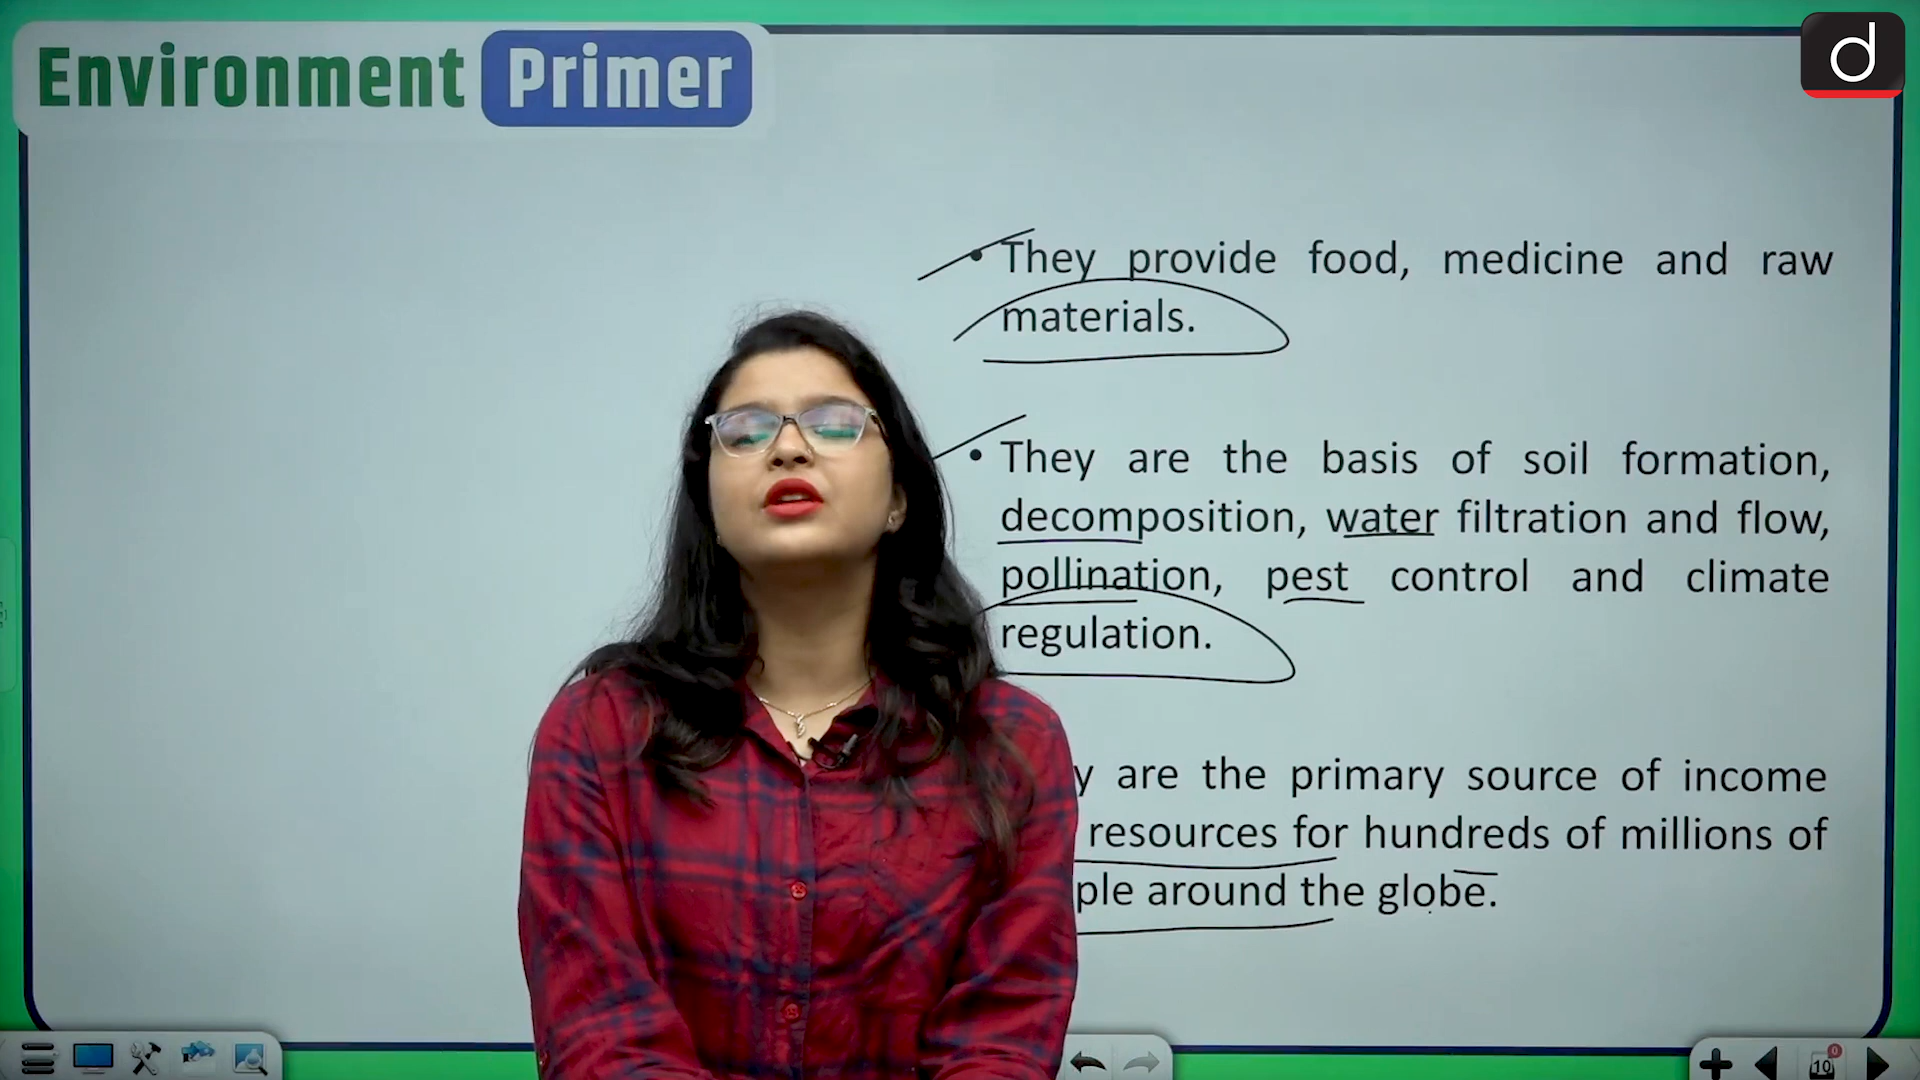 Environment Primer
d
• They provide food, medicine and raw
materials.
• They are the basis of soil formation,
decomposition, water filtration and flow,
pollination, pest control and climate
regulation.
y are the primary source of income
resources for hundreds of millions of
ple around the globe.
10
0